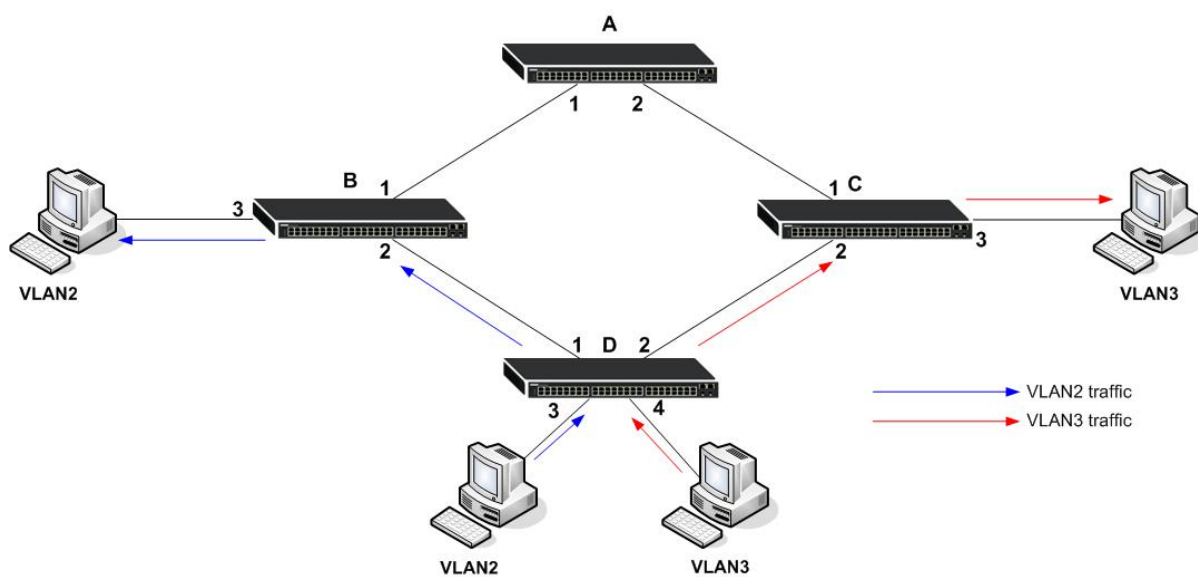 A
1 2
B
1
3
2
VLAN2
1 C
2
3
VLAN3
1 D 2
3 4
VLAN2
VLAN3
VLAN2 traffic
VLAN3 traffic